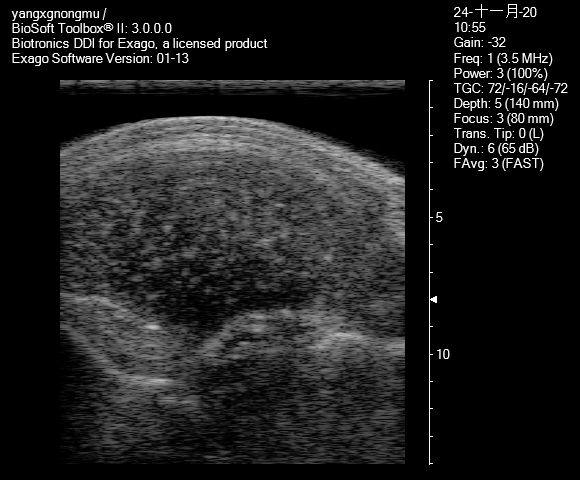 yangxgnongmu /
BioSoft Toolbox® II: 3.0.0.0
Biotronics DDI for Exago, a licensed product
Exago Software Version: 01-13
24-十一月-20
10:55
Gain: -32
Freq: 1 (3.5 MHz)
Power: 3 (100%)
TGC: 72/-16/-64/-72
Depth: 5 (140 mm)
Focus: 3 (80 mm)
Trans. Tip: 0 (L)
Dyn.: 6 (65 dB)
FAvg: 3 (FAST)
5
10